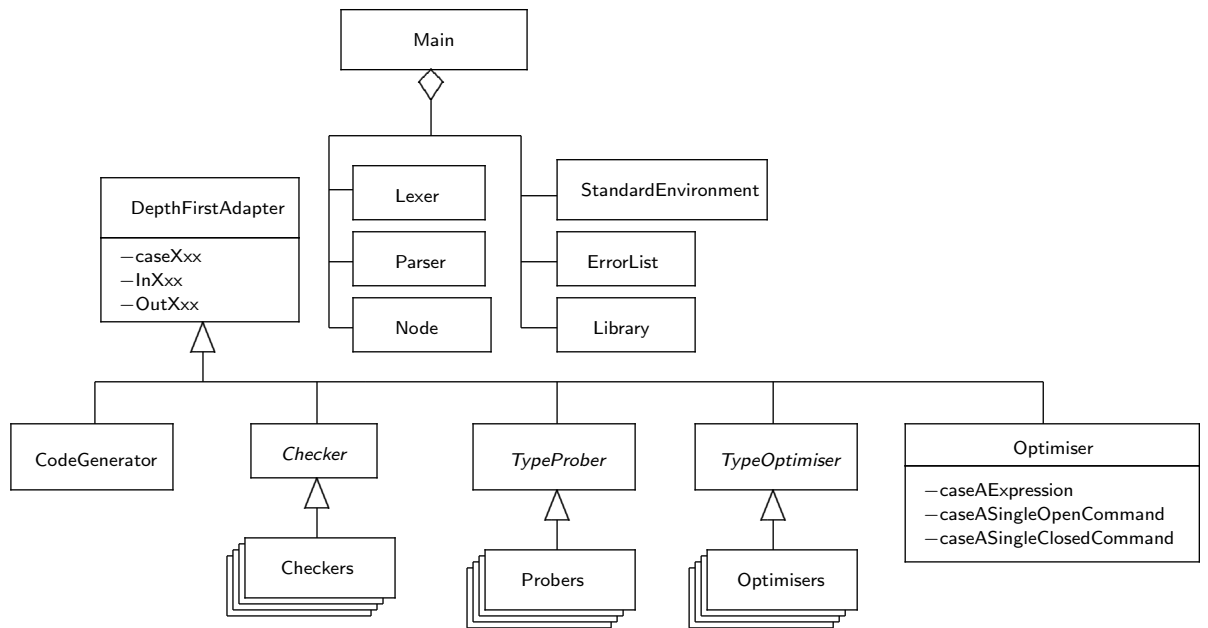 Main
Lexer
StandardEnvironment
DepthFirstAdapter
−caseXxx
−InXxx
−OutXxx
Parser
ErrorList
Node
Library
CodeGenerator
Checker
TypeProber
TypeOptimiser
Optimiser
−caseAExpression
−caseASingleOpenCommand
−caseASingleClosedCommand
Checkers
Probers
Optimisers